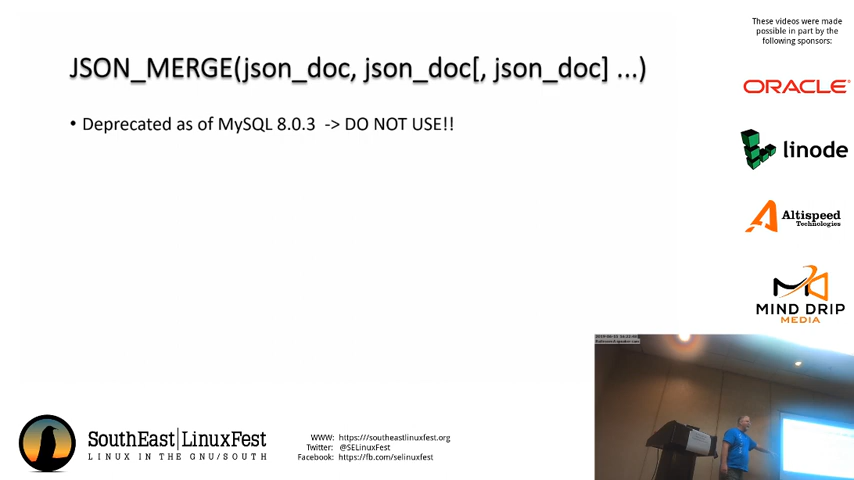 These videos were made
possible in part by the
following sponsors:
JSON_MERGE(json_doc, json_doc[, json_doc] ...)
• Deprecated as of MySQL 8.0.3 -> DO NOT USE!!
ORACLE
linode
Altispeed
Technologies
MIND DRIP
MEDIA
SouthEast|LinuxFest
LINUX IN THE GNU/SOUTH
WWW: https:///southeastlinuxfest.org
Twitter: @SELinuxFest
Facebook: https://fb.com/selinuxfest